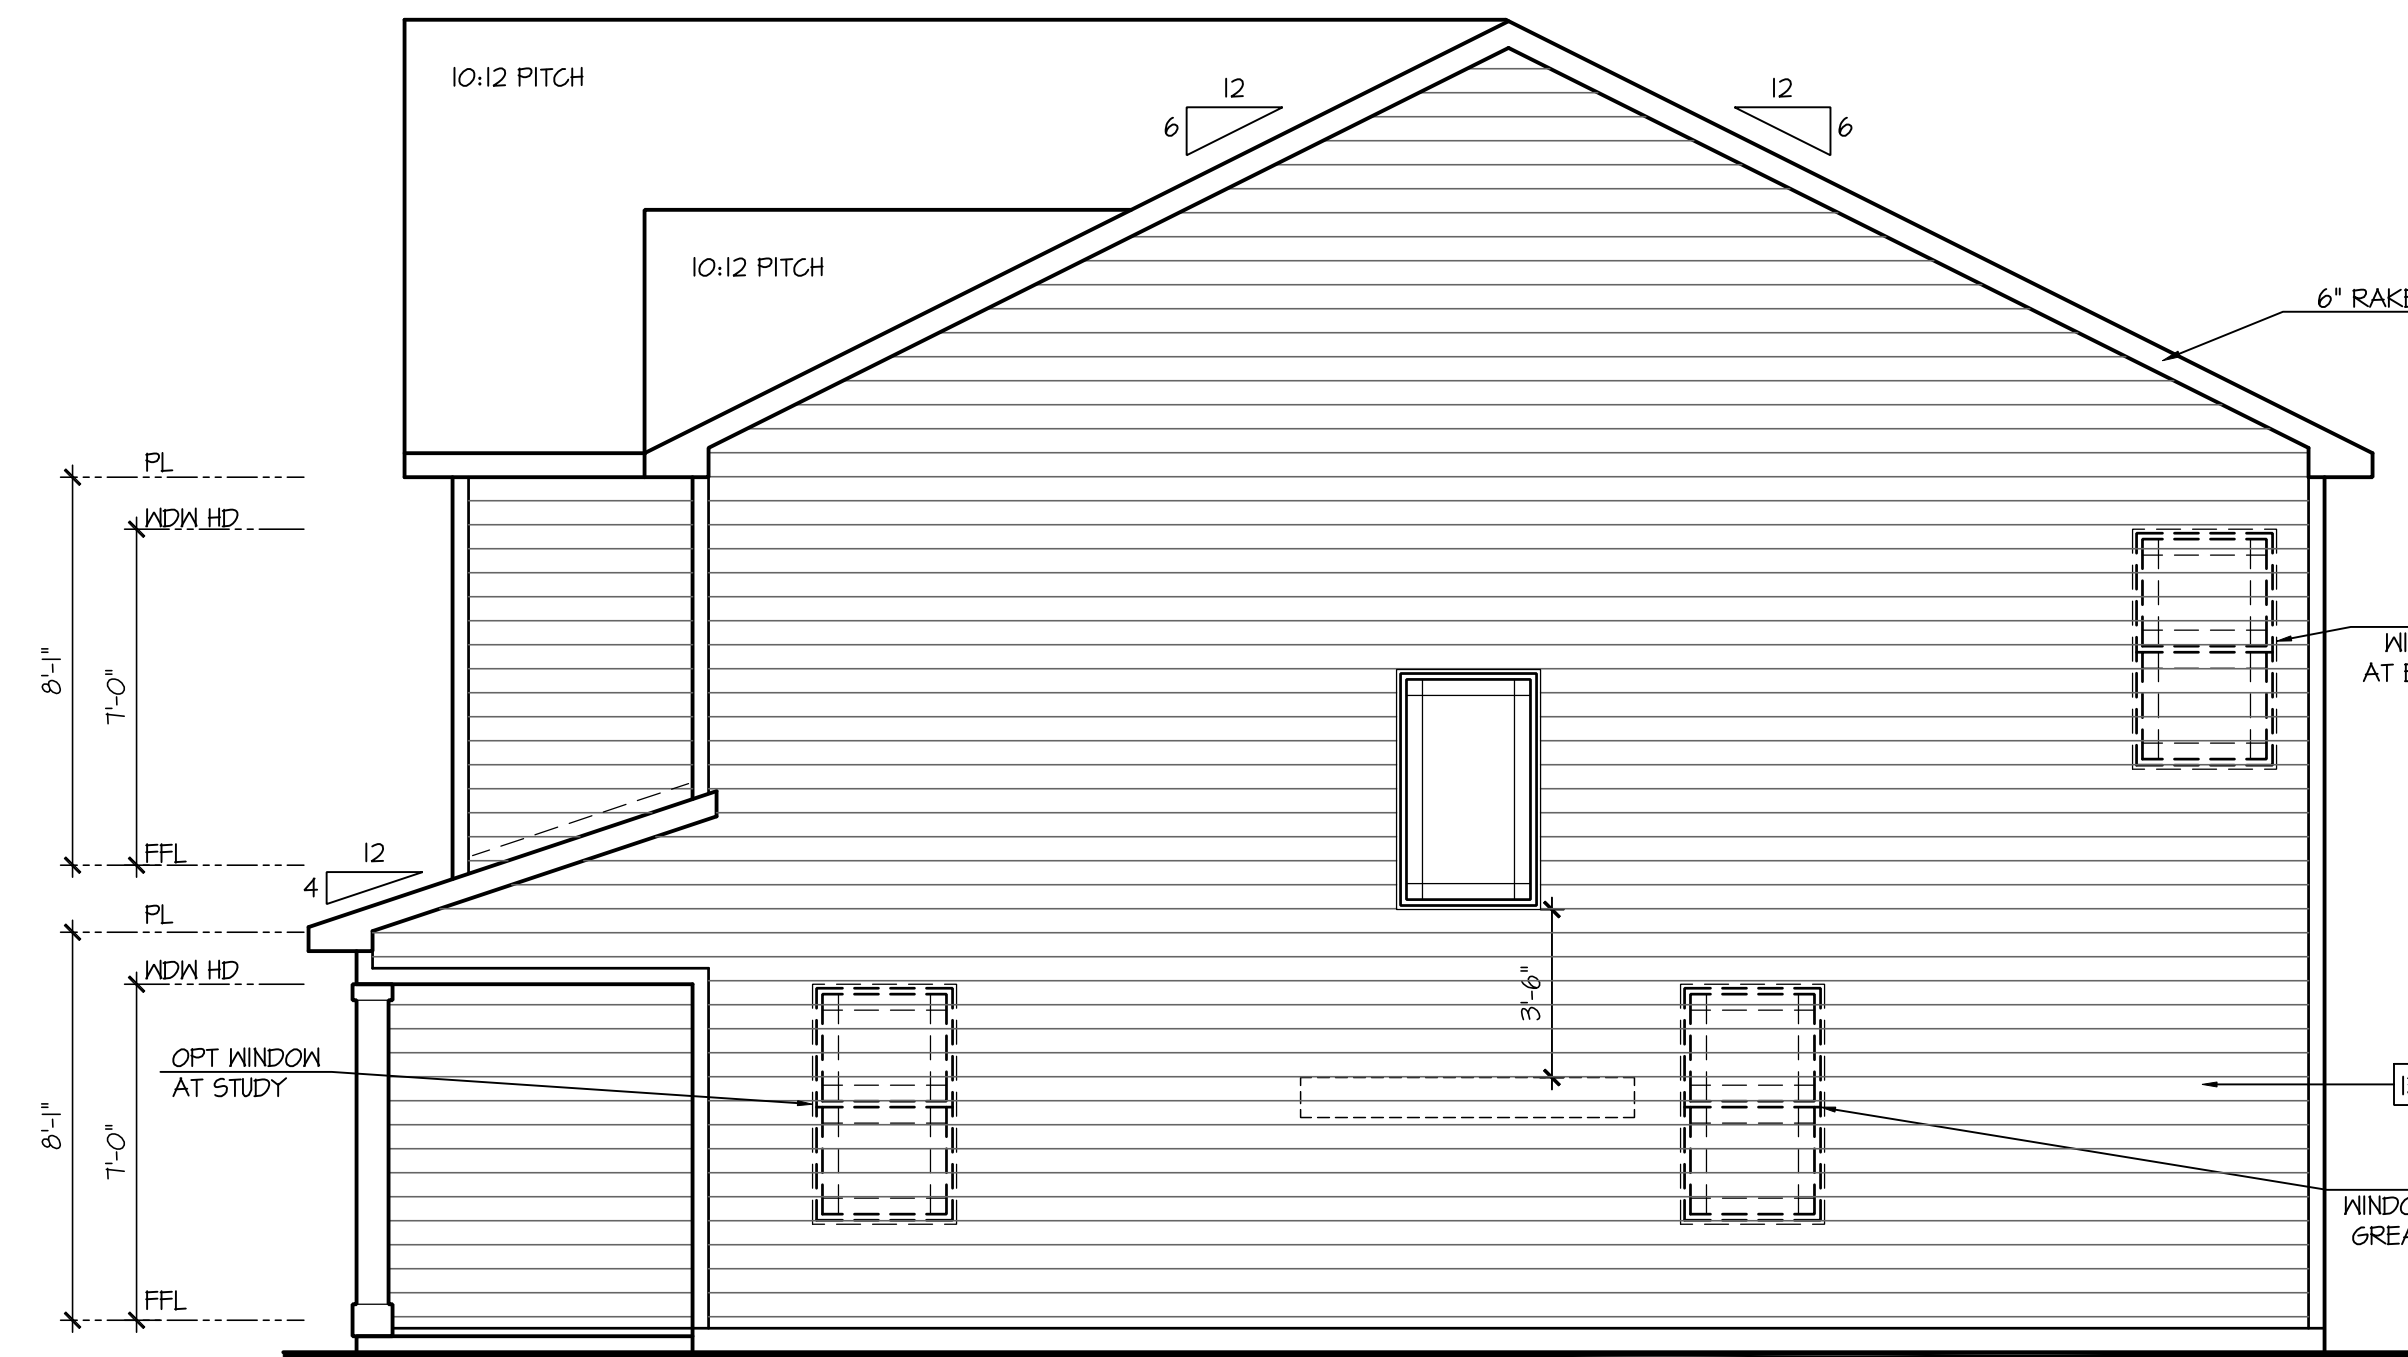 10:12 PITCH
12
6
12
6
10:12 PITCH
6" RAKE
PL
WDW HD
8'-1"
7'-0"
FFL
12
4
PL
WDW HD
3'-6"
OPT WINDOW
AT STUDY
8'-1"
7'-0"
FFL
AT